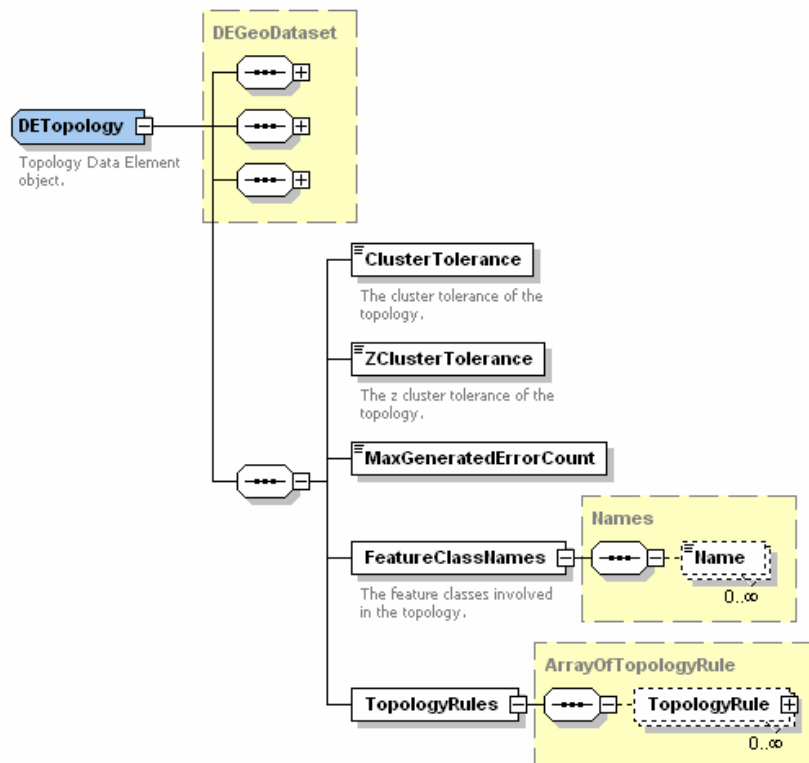 DEGeoDataset
DETopology
Topology Data Element
object.
ClusterTolerance
The cluster tolerance of the
topology.
ZClusterTolerance
The z cluster tolerance of the
topology.
MaxGeneratedErrorCount
Names
FeatureClassNames
Name
The feature classes involved
in the topology.
0..∞
ArrayOfTopologyRule
TopologyRules
TopologyRule
0..∞